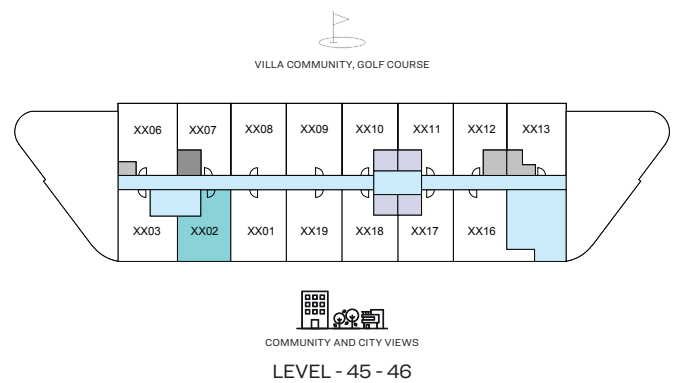 VILLA COMMUNITY, GOLF COURSE
XX06 XX07 XX08 XX09 XX10 XX11 XX12 XX13
XX03 XX02 XX01 XX19 XX18 XX17 XX16
COMMUNITY AND CITY VIEWS
LEVEL - 45 - 46